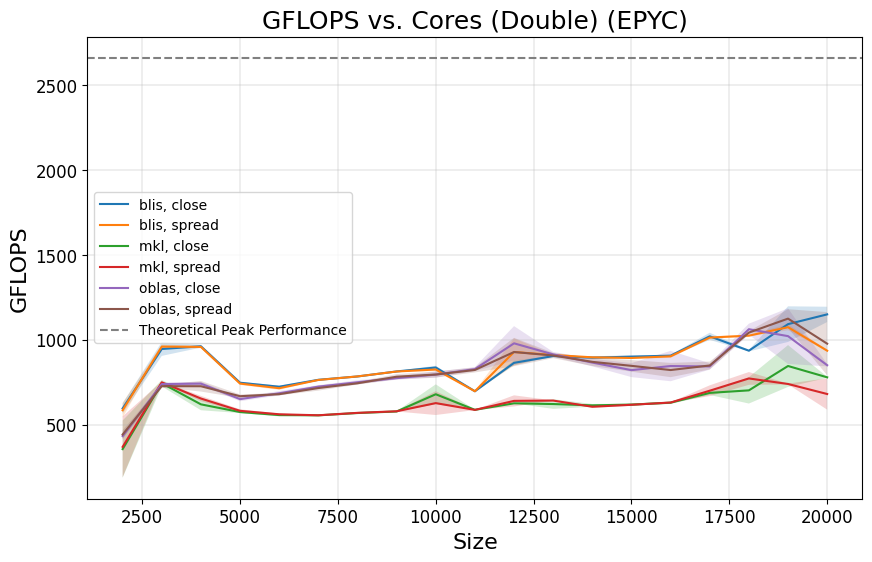 GFLOPS vs. Cores (Double) (EPYC)
2500
2000
1500
1000
500
GFLOPS
blis, close
blis, spread
mkl, close
mkl, spread
oblas, close
oblas, spread
Theoretical Peak Performance
2500 5000 7500 10000 12500 15000 17500 20000
Size